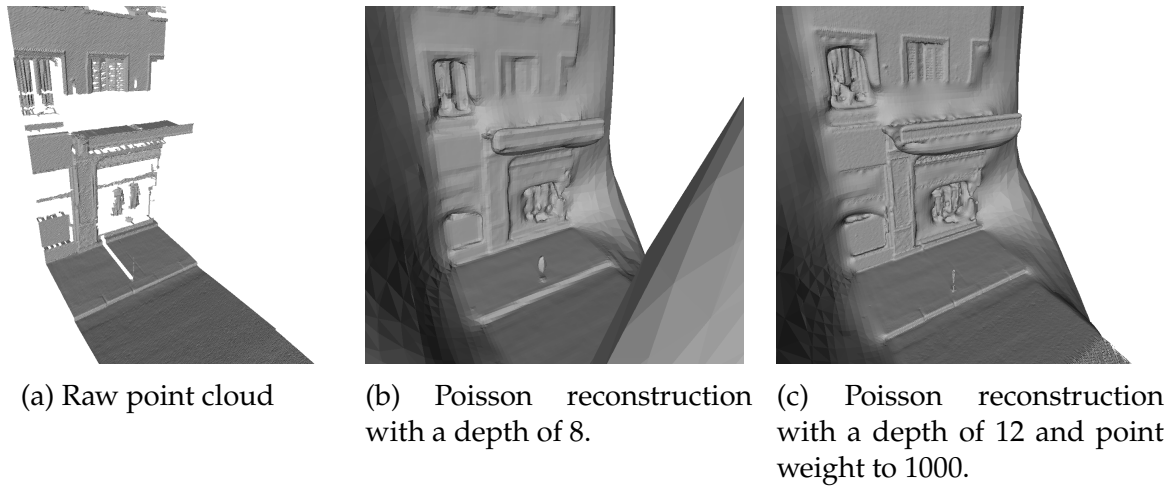 (a) Raw point cloud
(b) Poisson reconstruction
with a depth of 8.
(c) Poisson reconstruction
with a depth of 12 and point
weight to 1000.